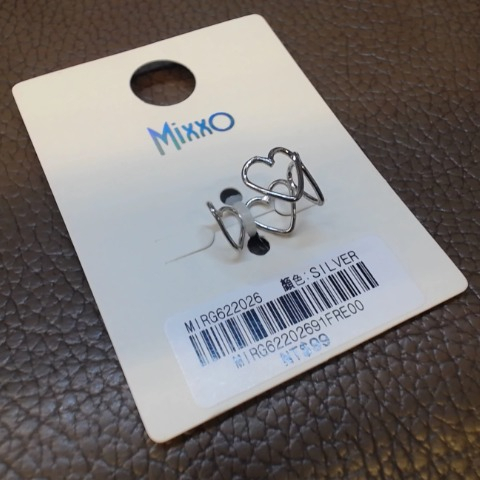 MIXXO
MIRG622026 顏色:SILVER
MIRG62202691FRE00
NT$99